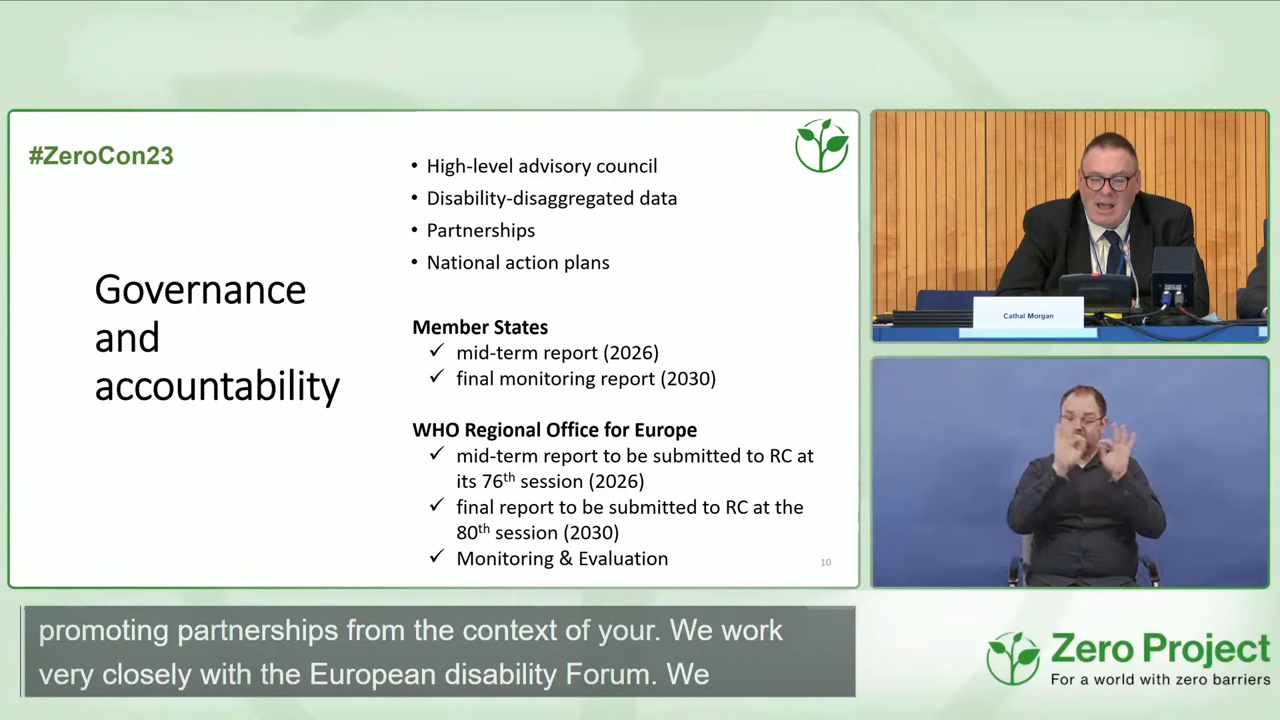 #ZeroCon23
Governance
and
accountability
• High-level advisory council
• Disability-disaggregated data
• Partnerships
• National action plans
Member States
✓ mid-term report (2026)
✓ final monitoring report (2030)
WHO Regional Office for Europe
✓ mid-term report to be submitted to RC at
its 76th session (2026)
✓ final report to be submitted to RC at the
80th session (2030)
✓ Monitoring & Evaluation
10
Cathal Morgan
promoting partnerships from the context of your. We work
very closely with the European disability Forum. We
Zero Project
For a world with zero barriers